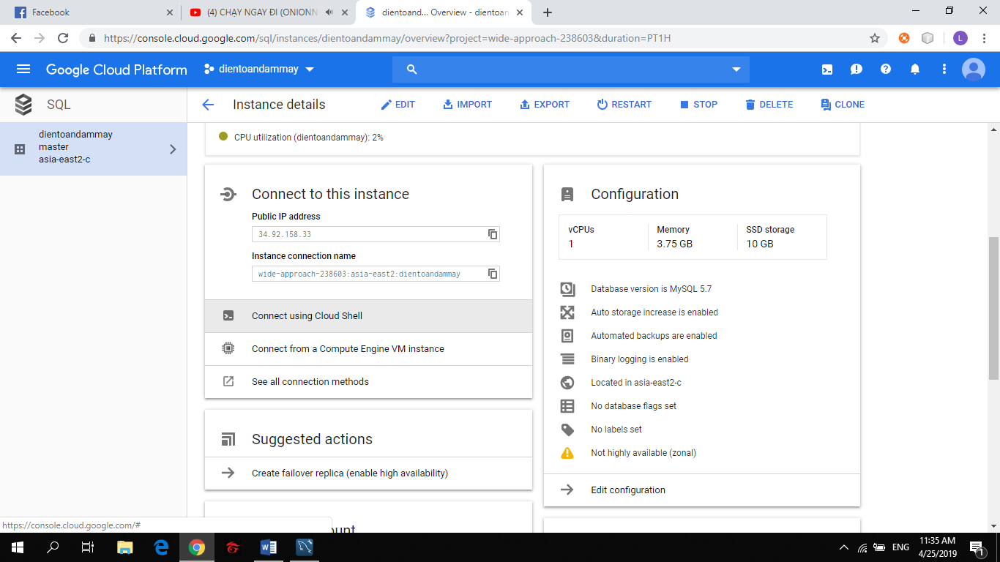 Facebook
(4) CHẠY NGAY ĐI (ONIONN
dientoand... Overview - dientoan
https://console.cloud.google.com/sql/instances/dientoandammay/overview?project=wide-approach-238603&duration=PT1H
L
Google Cloud Platform
dientoandammay
SQL
Instance details
EDIT
IMPORT
EXPORT
RESTART
STOP
DELETE
CLONE
dientoandammay
master
asia-east2-c
CPU utilization (dientoandammay): 2%
Connect to this instance
Public IP address
34.92.158.33
Instance connection name
wide-approach-238603:asia-east2:dientoandammay
Connect using Cloud Shell
Connect from a Compute Engine VM instance
See all connection methods
Suggested actions
Create failover replica (enable high availability)
Configuration
vCPUs
1
Memory
3.75 GB
SSD storage
10 GB
Database version is MySQL 5.7
Auto storage increase is enabled
Automated backups are enabled
Binary logging is enabled
Located in asia-east2-c
No database flags set
No labels set
Not highly available (zonal)
Edit configuration
https://console.cloud.google.com/#
ENG
11:35 AM
4/25/2019
1